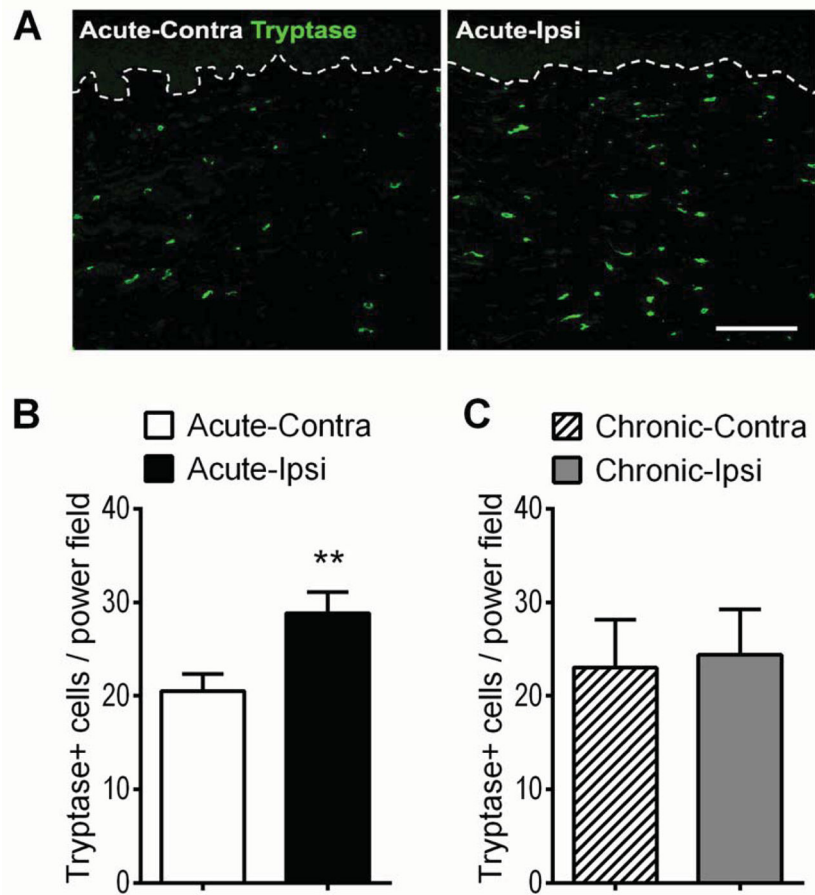 A
Acute-Contra Tryptase
Acute-Ipsi
B
Acute-Contra
Acute-Ipsi
Tryptase+ cells / power field
40
30
20
10
0
**
C
Chronic-Contra
Chronic-Ipsi
Tryptase+ cells / power field
40
30
20
10
0